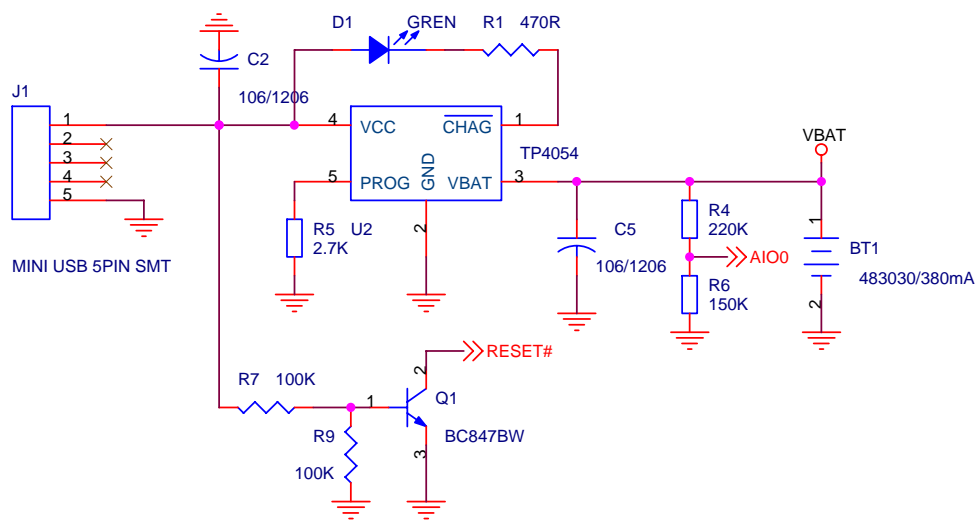 D1 GREN R1 470R
C2
J1
106/1206
1
2
3
4
5
4 VCC CHAG 1
TP4054
VBAT
5 PROG GND VBAT 3
R5 U2
2.7K
2
C5
106/1206
R4
220K
AIO0
R6
150K
1
BT1
483030/380mA
2
MINI USB 5PIN SMT
RESET#
R7 100K
2
1
Q1
BC847BW
R9
100K
3